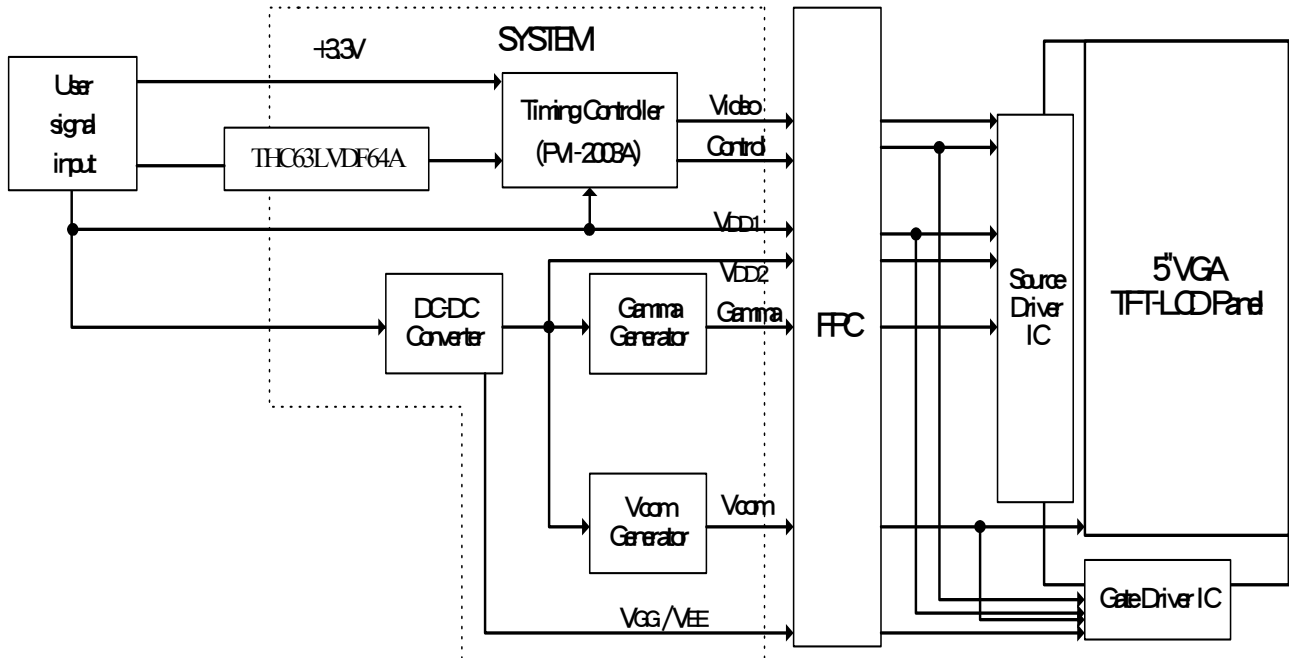 +3.3V
SYSTEM
User
signal
input
THC63LVDF64A
Timing Controller
(PVI-2003A)
Video
Control
VDD1
VDD2
DC-DC
Converter
Gamma
Generator
Gamma
FPC
Source
Driver
IC
5" VGA
TFT-LCD Panel
Vcom
Generator
Vcom
VGG / VEE
Gate Driver IC